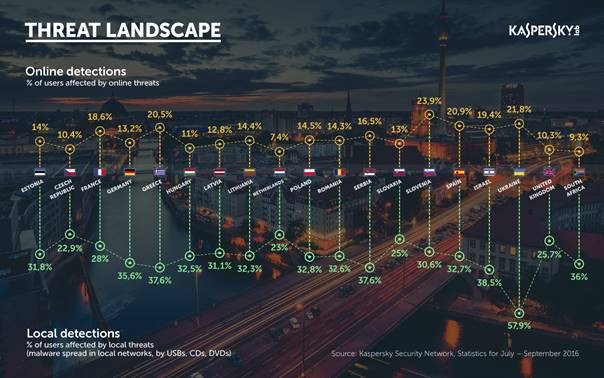 THREAT LANDSCAPE
KASPERSKY LAB
Online detections
% of users affected by online threats
14% 10,4% 18,6% 13,2% 20,5% 11% 12,8% 14,4% 7,4% 14,5% 14,3% 16,5% 13% 23,9% 20,9% 19,4% 21,8% 10,3% 9,3%
ESTONIA CZECH REPUBLIC FRANCE GERMANY GREECE HUNGARY LATVIA LITHUANIA NETHERLANDS POLAND ROMANIA SERBIA SLOVAKIA SLOVENIA SPAIN ISRAEL UKRAINE UNITED KINGDOM SOUTH AFRICA
31,8% 22,9% 28% 35,6% 37,6% 32,5% 31,1% 32,3% 23% 32,8% 32,6% 37,6% 25% 30,6% 32,7% 38,5% 57,9% 25,7% 36%
Local detections
% of users affected by local threats
(malware spread in local networks, by USBs, CDs, DVDs)
Source: Kaspersky Security Network, Statistics for July – September 2016